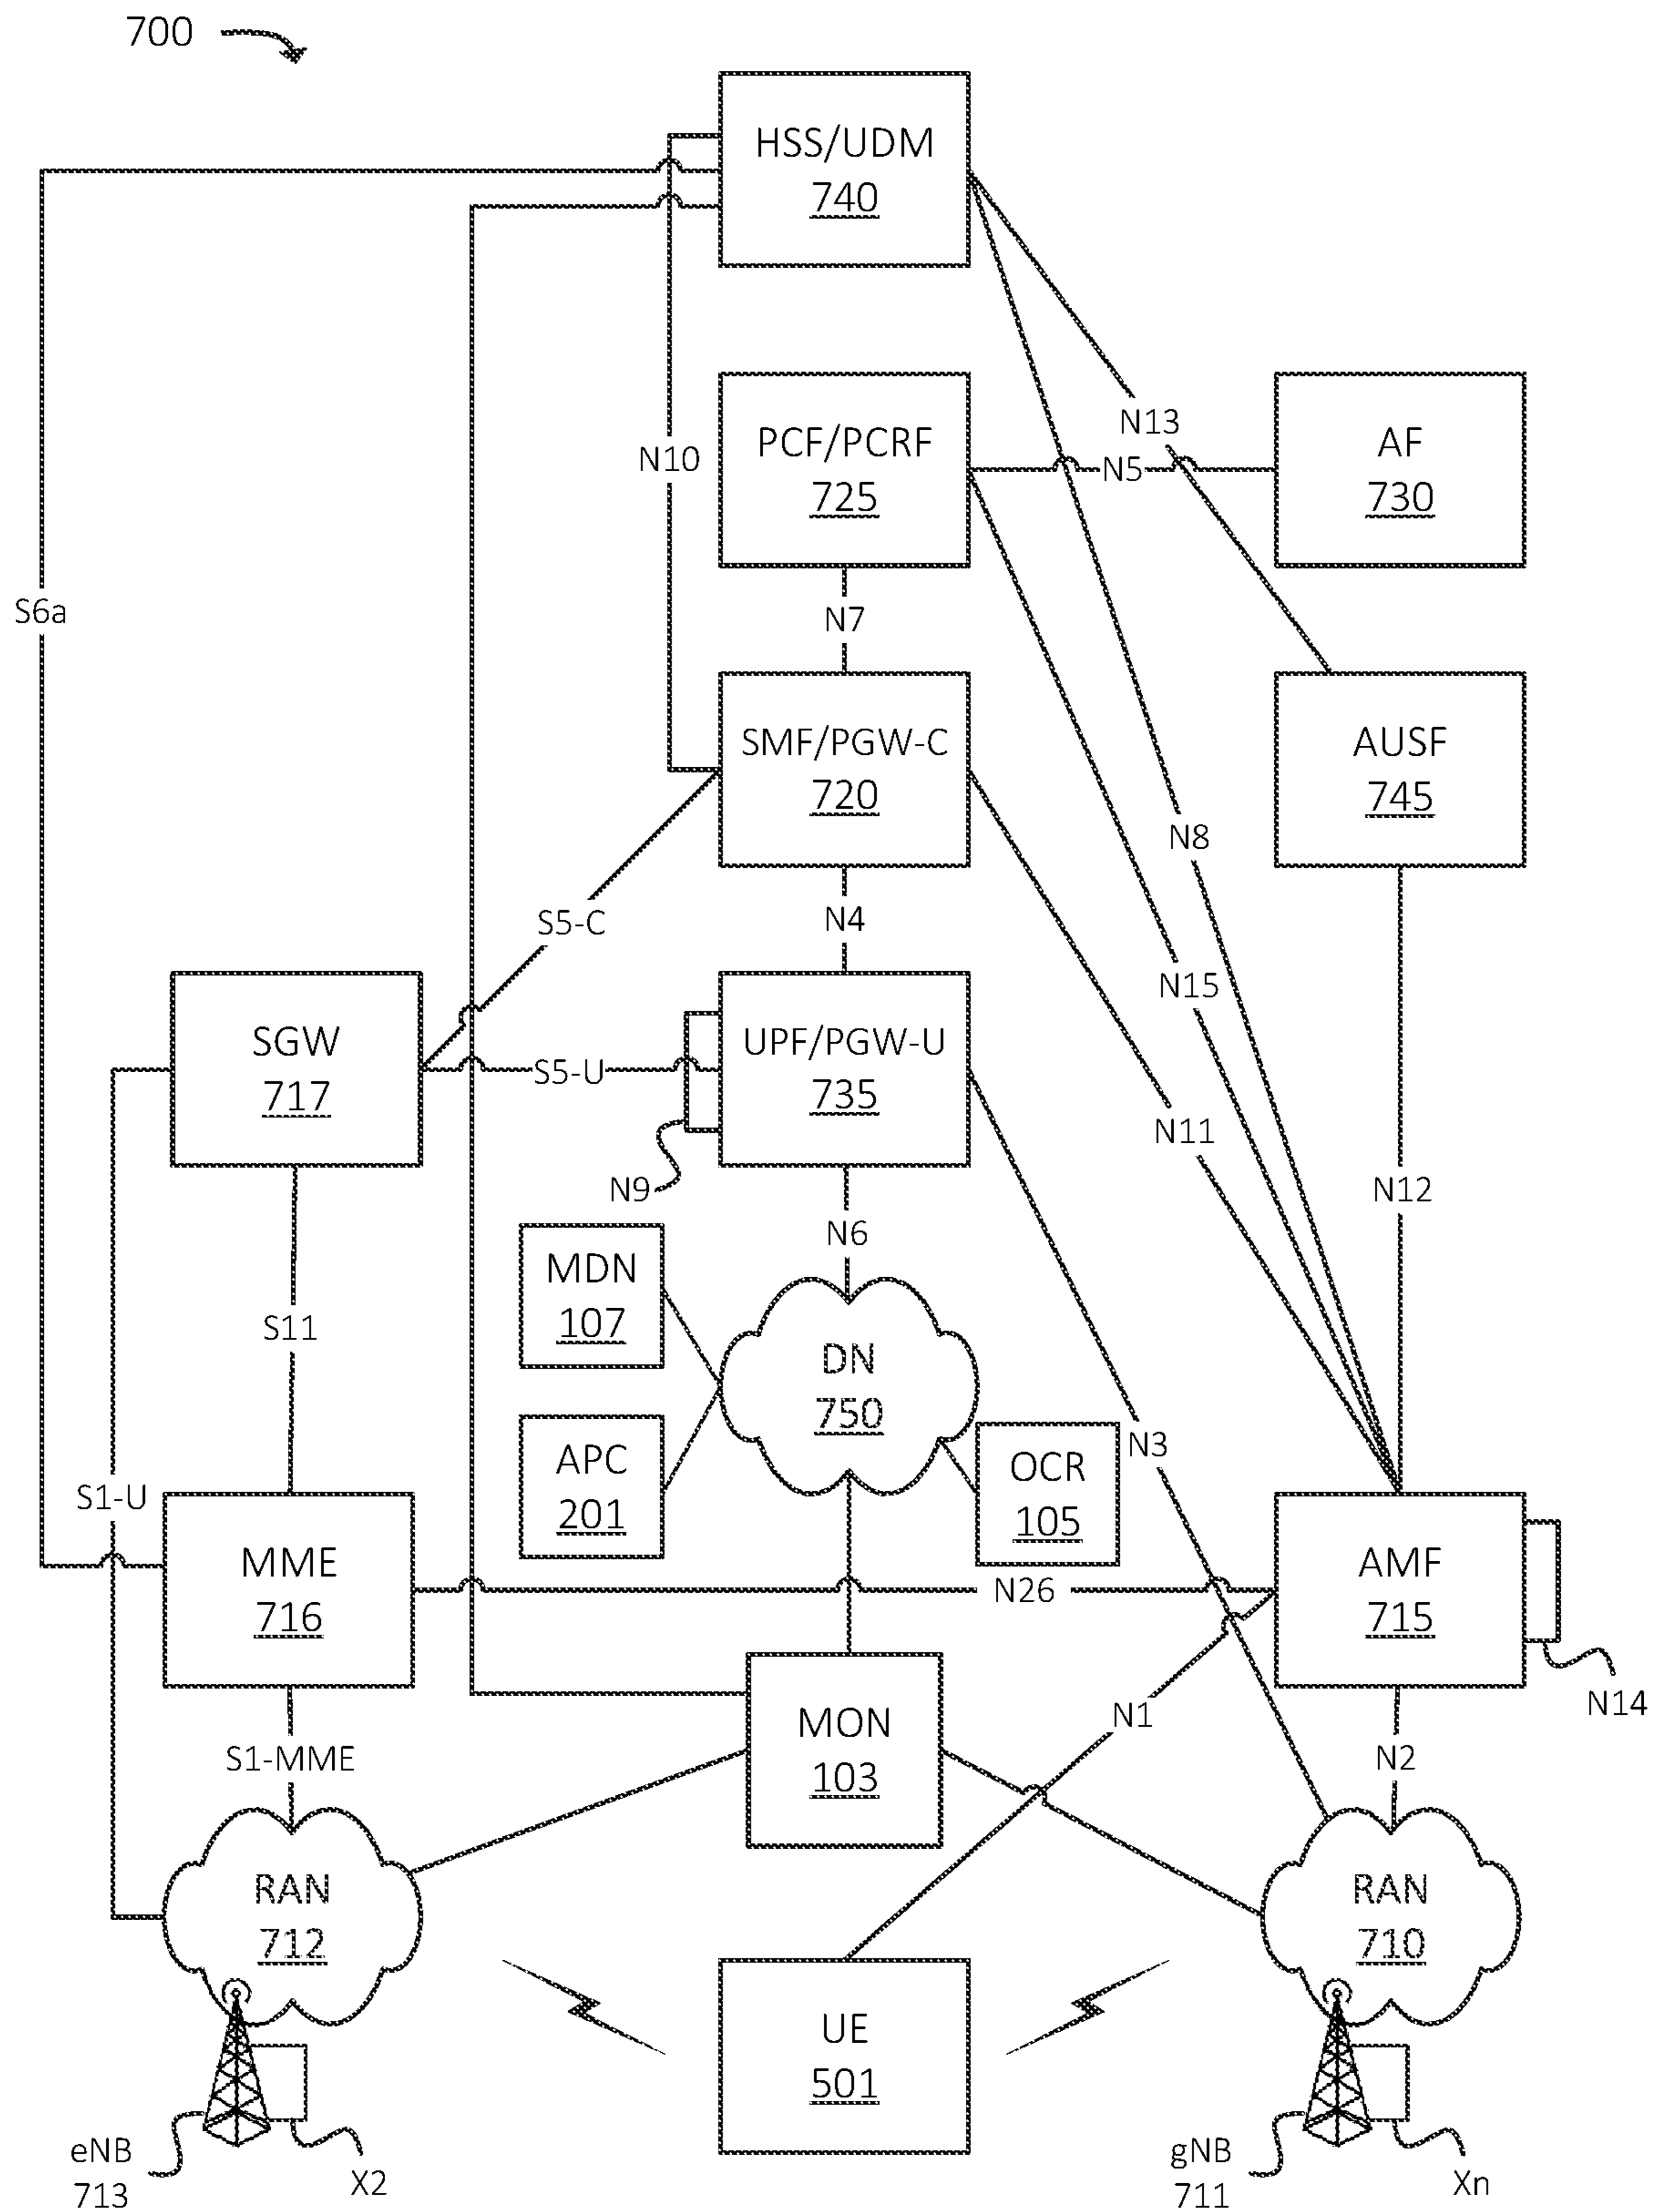 700
HSS/UDM
740
N13
PCF/PCRF
725
N5
AF
730
N10
S6a
N7
SMF/PGW-C
720
AUSF
745
N8
S5-C
N4
N15
SGW
717
S5-U
UPF/PGW-U
735
N11
N9
N12
N6
MDN
107
S11
DN
750
N3
APC
201
OCR
105
S1-U
MME
716
N26
AMF
715
N14
MON
103
N1
S1-MME
N2
RAN
712
RAN
710
UE
501
eNB
713
X2
gNB
711
Xn